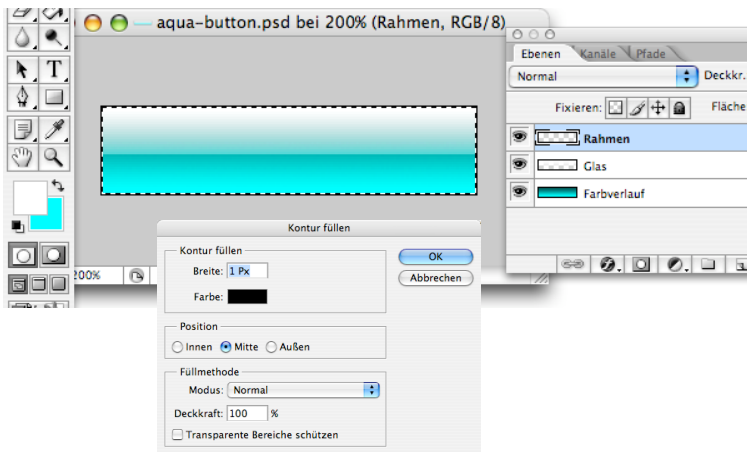 aqua-button.psd bei 200% (Rahmen, RGB/8)
Ebenen Kanäle Pfade
Normal Deckkr.
Fixieren: Fläche
Rahmen
Glas
Farbverlauf
T
200%
Kontur füllen
Kontur füllen
Breite: 1 Px
Farbe:
OK
Abbrechen
Position
Innen Mitte Außen
Füllmethode
Modus: Normal
Deckkraft: 100 %
Transparente Bereiche schützen